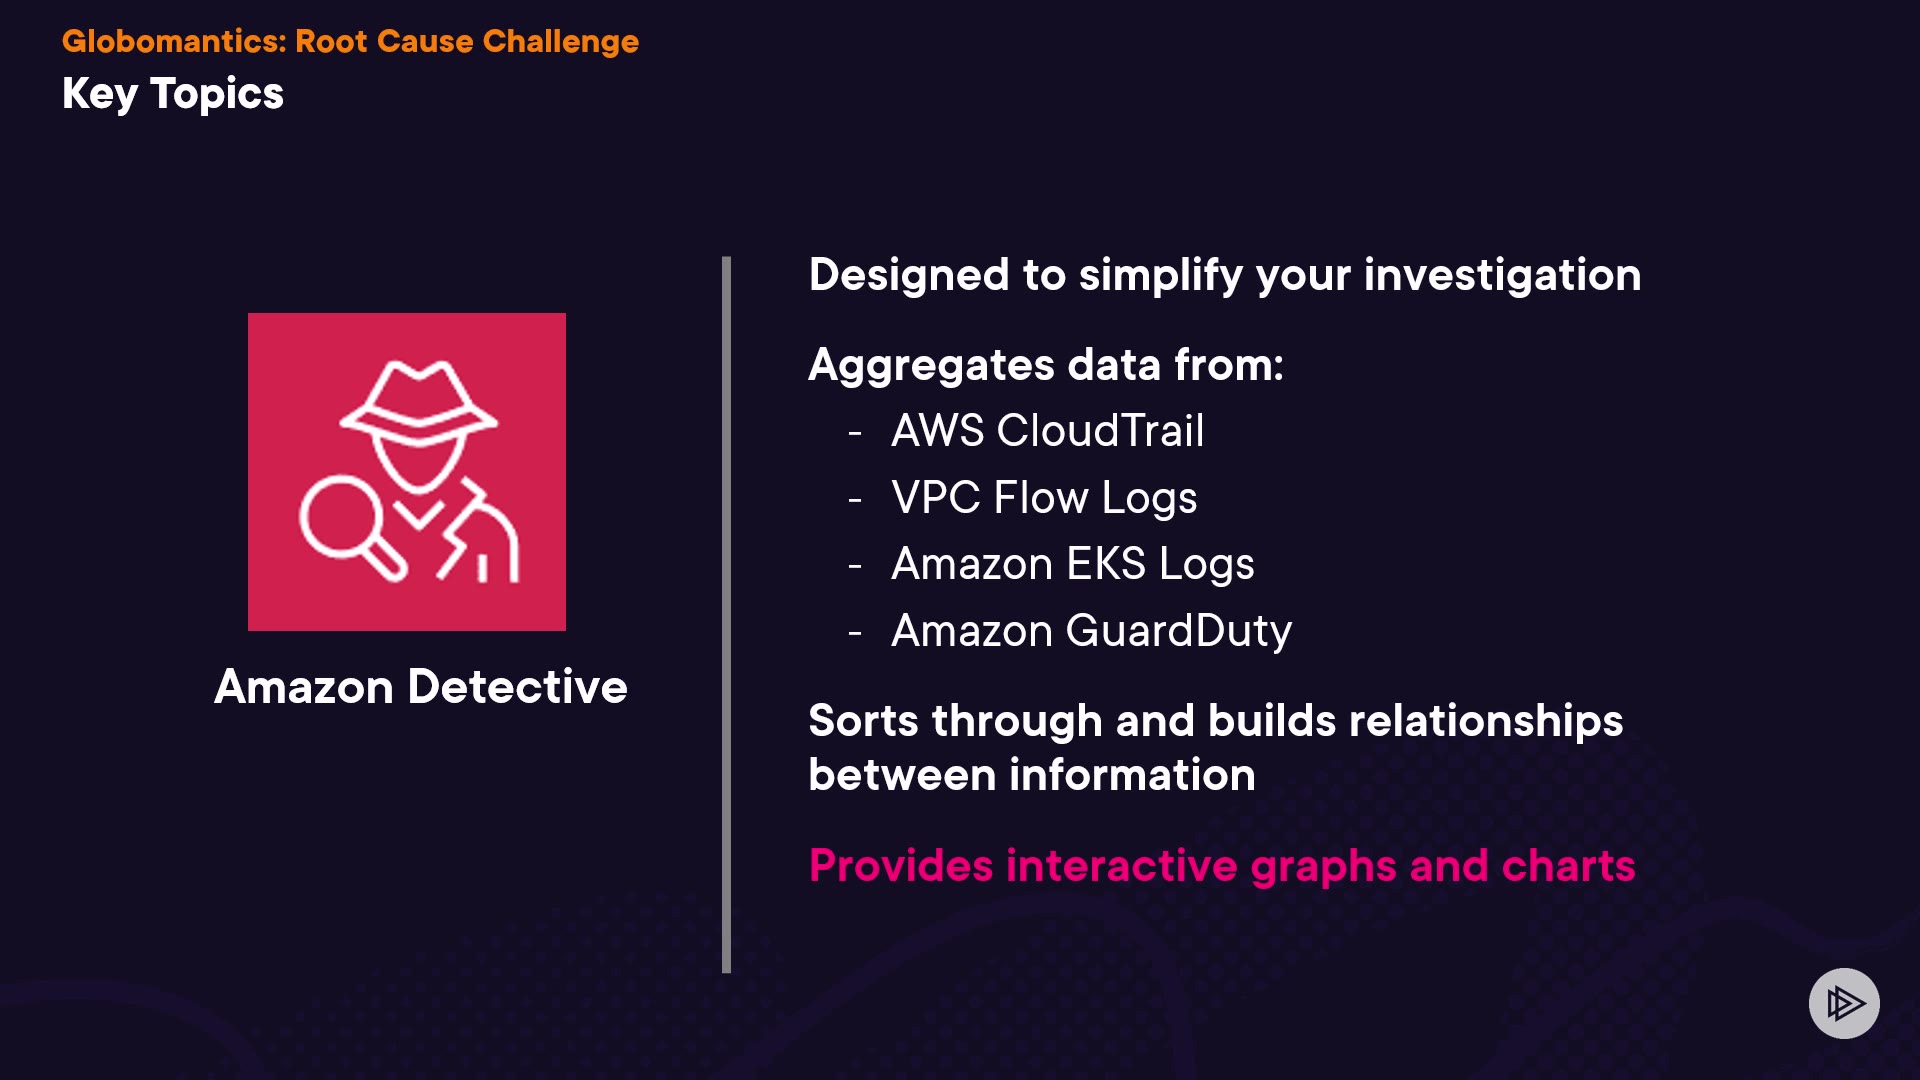 Globomantics: Root Cause Challenge
Key Topics
Amazon Detective
Designed to simplify your investigation
Aggregates data from:
- AWS CloudTrail
- VPC Flow Logs
- Amazon EKS Logs
- Amazon GuardDuty
Sorts through and builds relationships
between information
Provides interactive graphs and charts